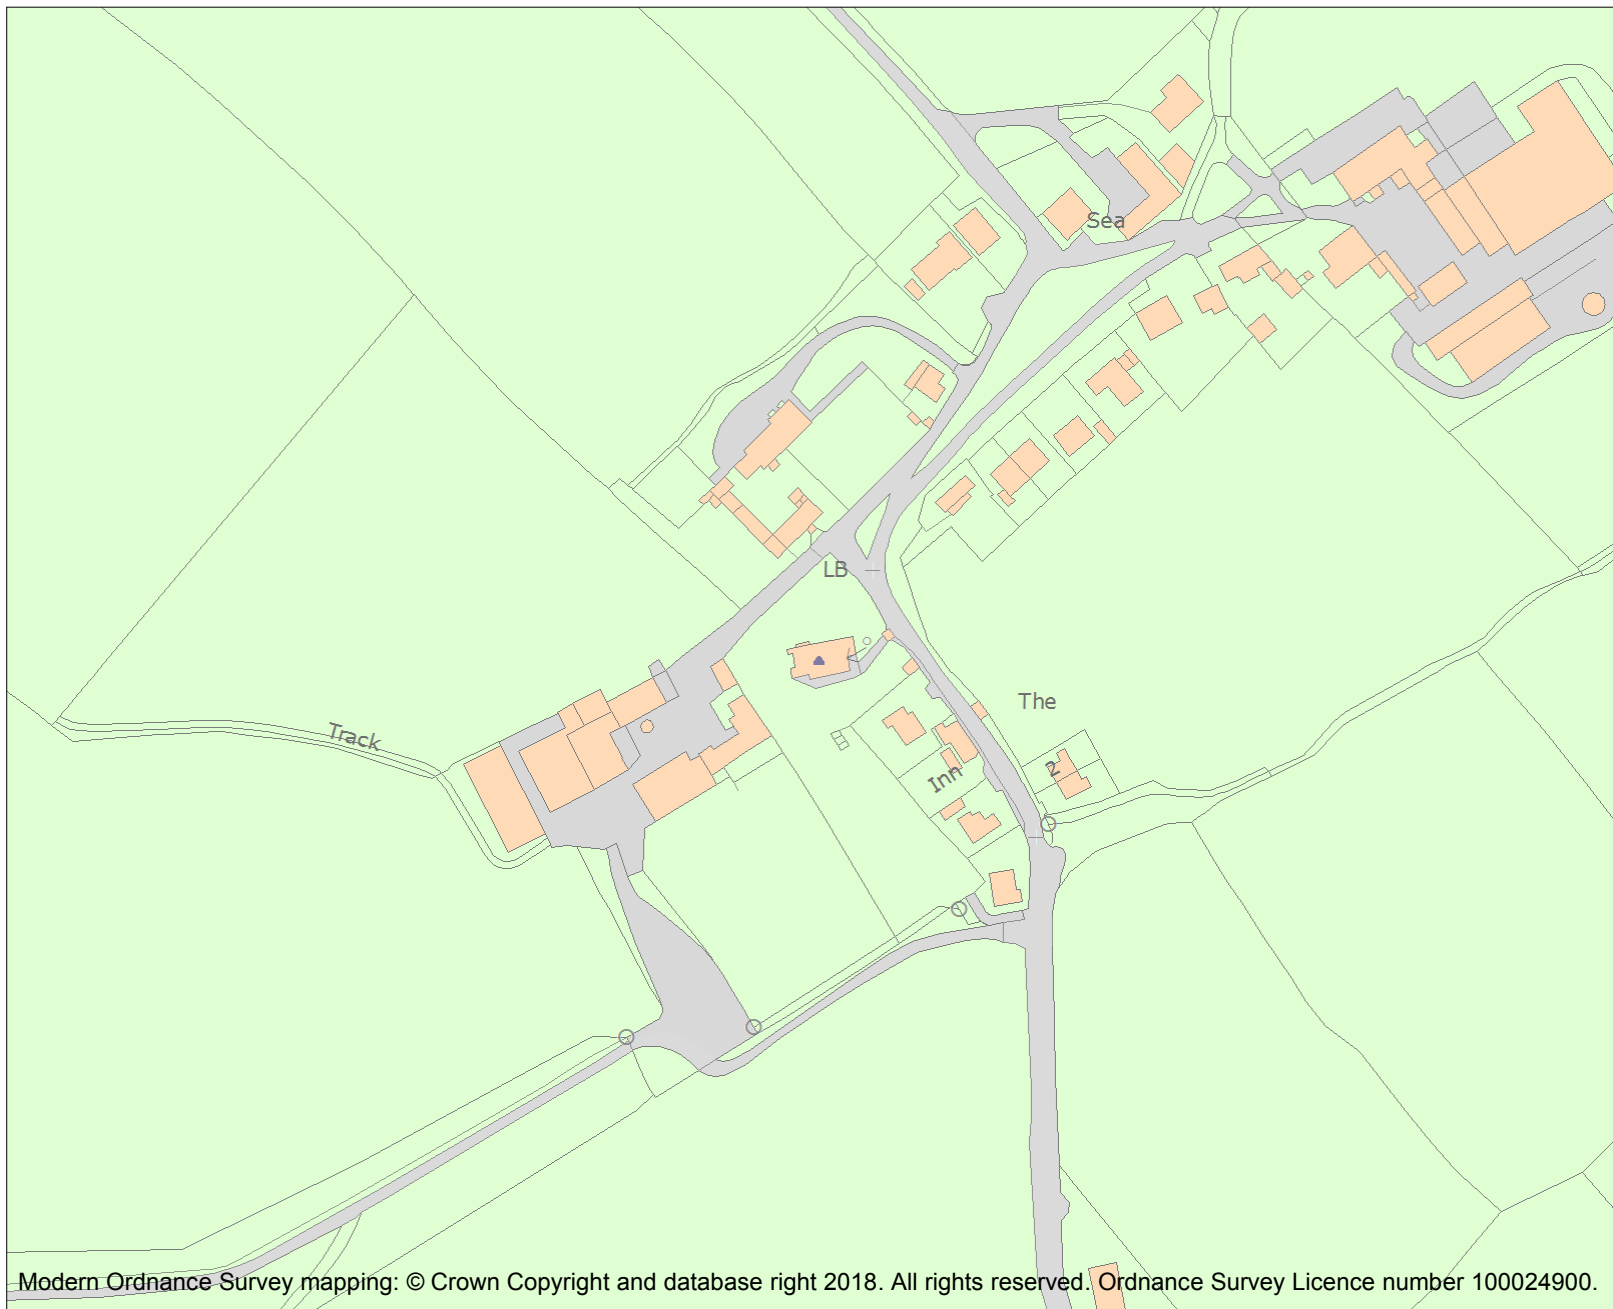 Sea
LB
The
Track
2
Inn
Modern Ordnance Survey mapping: © Crown Copyright and database right 2018. All rights reserved. Ordnance Survey Licence number 100024900.